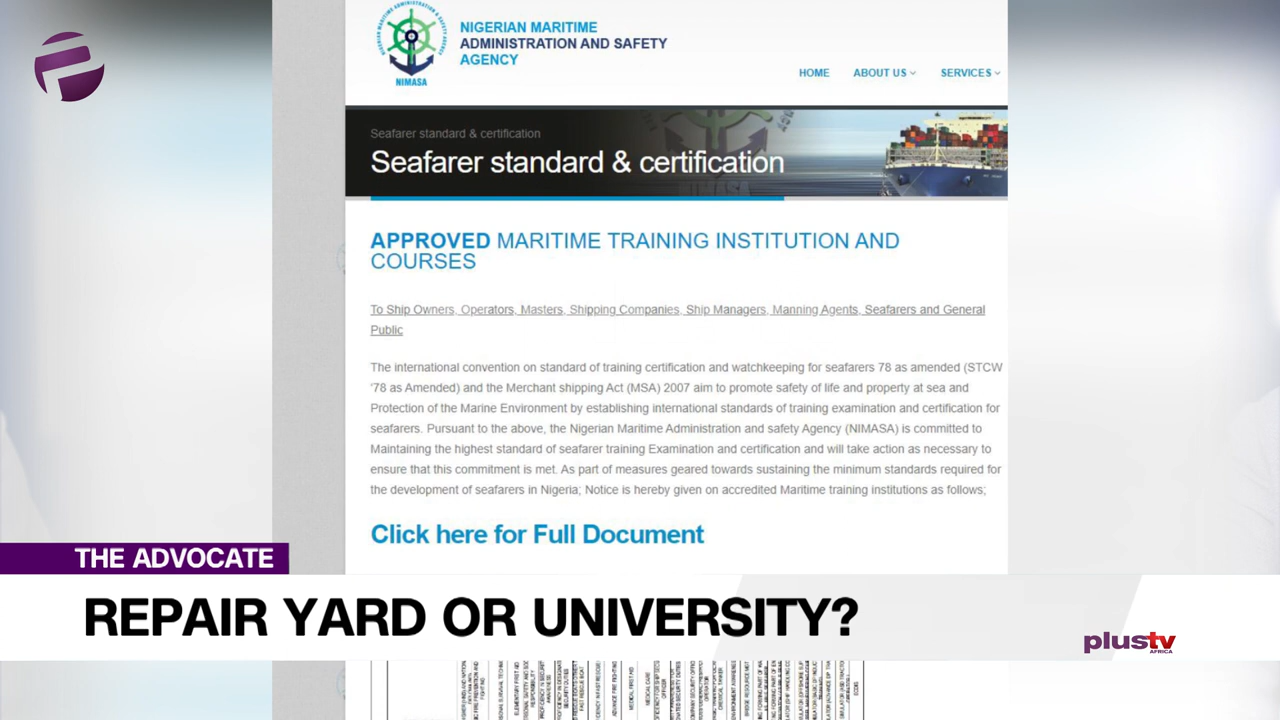 NIGERIAN MARITIME
ADMINISTRATION AND SAFETY
AGENCY
NIMASA
HOME ABOUT US SERVICES
Seafarer standard & certification
Seafarer standard & certification
APPROVED MARITIME TRAINING INSTITUTION AND
COURSES
To Ship Owners, Operators, Masters, Shipping Companies, Ship Managers, Manning Agents, Seafarers and General
Public
The international convention on standard of training certification and watchkeeping for seafarers 78 as amended (STCW
'78 as Amended) and the Merchant shipping Act (MSA) 2007 aim to promote safety of life and property at sea and
Protection of the Marine Environment by establishing international standards of training examination and certification for
seafarers. Pursuant to the above, the Nigerian Maritime Administration and safety Agency (NIMASA) is committed to
Maintaining the highest standard of seafarer training Examination and certification and will take action as necessary to
ensure that this commitment is met. As part of measures geared towards sustaining the minimum standards required for
the development of seafarers in Nigeria; Notice is hereby given on accredited Maritime training institutions as follows;
Click here for Full Document
THE ADVOCATE
REPAIR YARD OR UNIVERSITY?
plustv
AFRICA